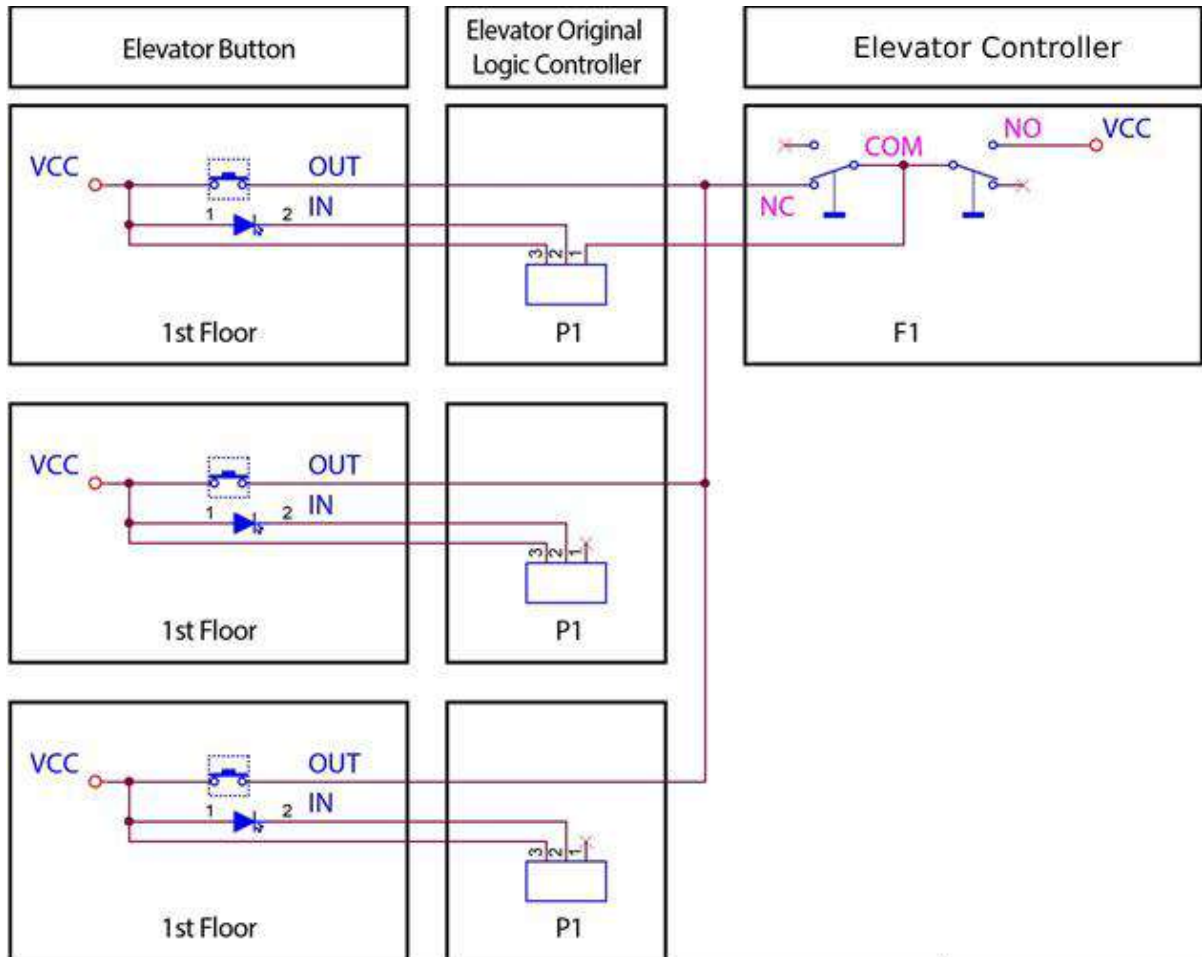 Elevator Button
Elevator Original
Logic Controller
Elevator Controller
VCC
OUT
IN
1
2
3
2
1
1st Floor
P1
COM
NO
VCC
NC
F1
VCC
OUT
IN
1
2
3
2
1
1st Floor
P1
VCC
OUT
IN
1
2
3
2
1
1st Floor
P1